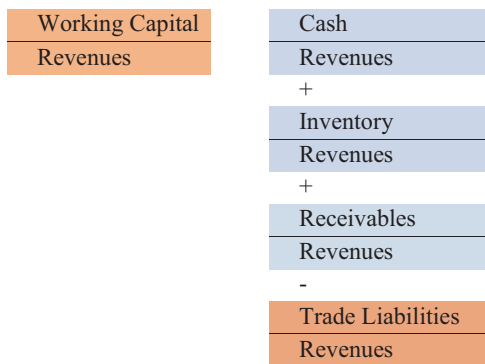 Working Capital
Revenues
Cash
Revenues
+
Inventory
Revenues
+
Receivables
Revenues
-
Trade Liabilities
Revenues